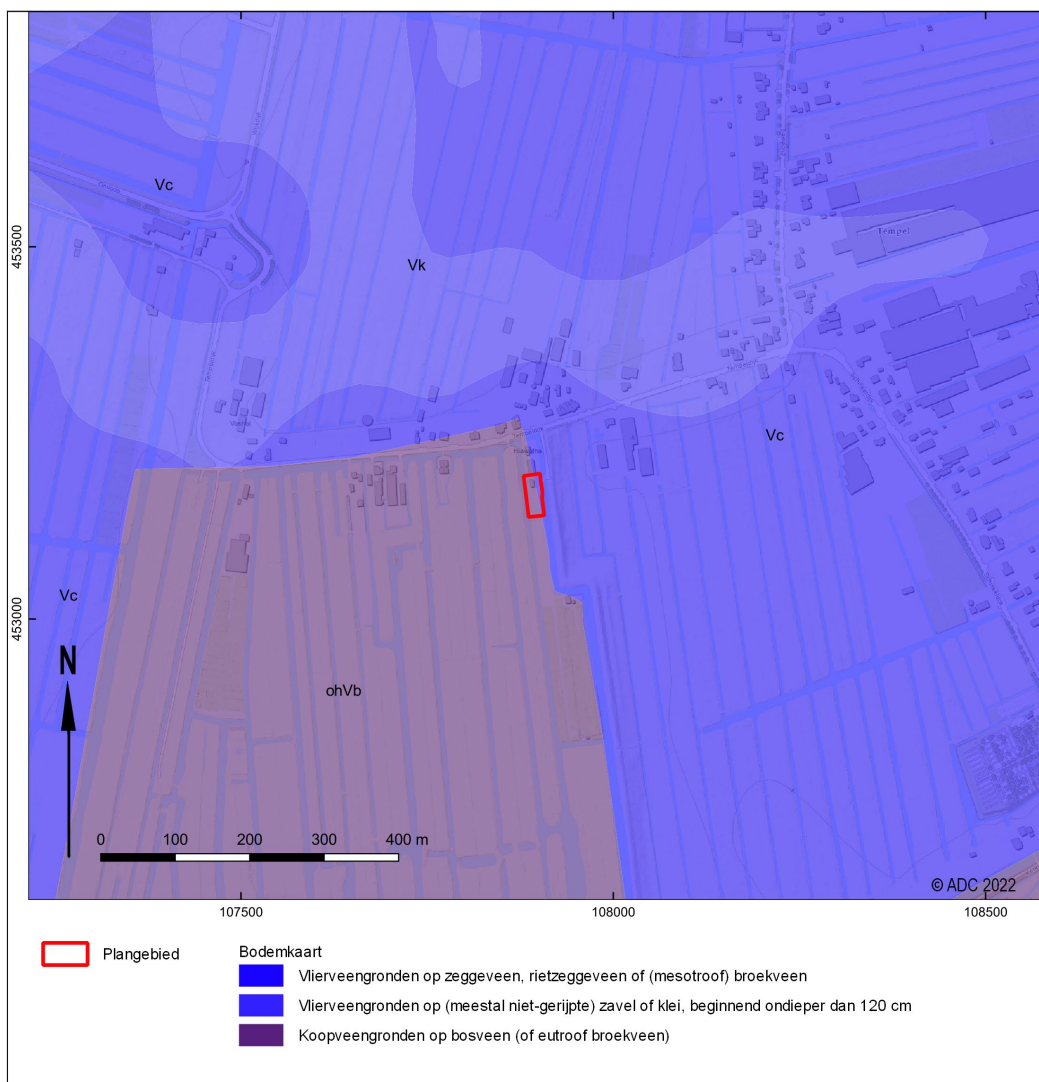 Vc
453500
Vk
Tempel
Vc
Vc
453000
N
ohVb
0 100 200 300 400 m
© ADC 2022
107500 108000 108500
Plangebied
Bodemkaart
Vlierveengronden op zeggeveen, rietzeggeveen of (mesotroof) broekveen
Vlierveengronden op (meestal niet-gerijpte) zavel of klei, beginnend ondieper dan 120 cm
Koopveengronden op bosveen (of eutroof broekveen)